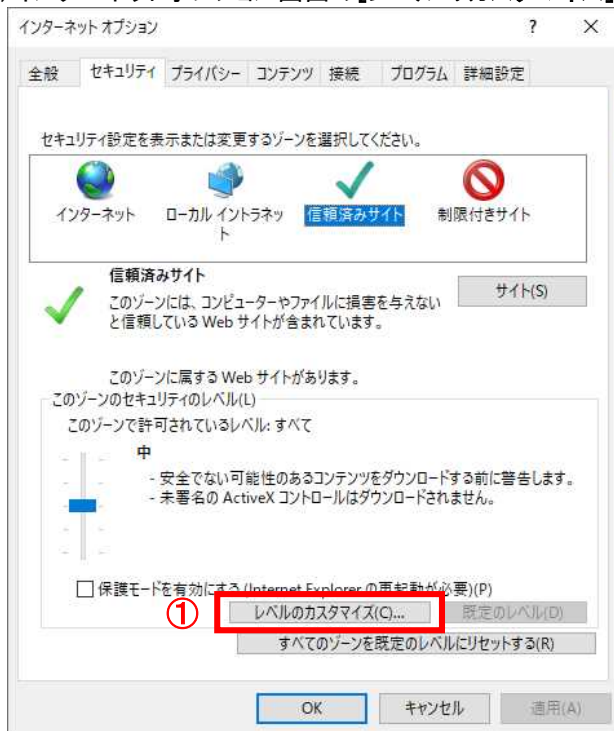 インターネット オプション ? ×
全般 セキュリティ プライバシー コンテンツ 接続 プログラム 詳細設定
セキュリティ設定を表示または変更するゾーンを選択してください。
インターネット ローカル イントラネッ 信頼済みサイト 制限付きサイト
ト
信頼済みサイト
サイト(S)
このゾーンには、コンピューターやファイルに損害を与えない
と信頼している Web サイトが含まれています。
このゾーンに属する Web サイトがあります。
このゾーンのセキュリティのレベル(L)
このゾーンで許可されているレベル: すべて
中
- 安全でない可能性のあるコンテンツをダウンロードする前に警告します。
- 未署名の ActiveX コントロールはダウンロードされません。
保護モードを有効にする (Internet Explorer の再起動が必要)(P)
① レベルのカスタマイズ(C)... 既定のレベル(D)
すべてのゾーンを既定のレベルにリセットする(R)
OK キャンセル 適用(A)